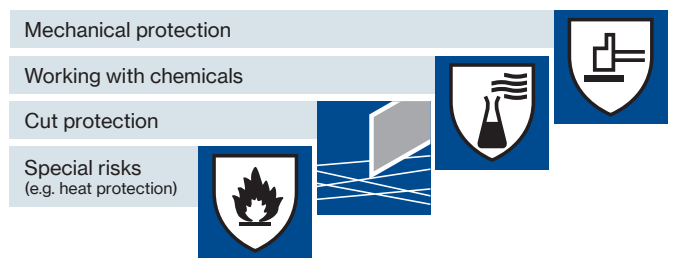 Mechanical protection
Working with chemicals
Cut protection
Special risks
(e.g. heat protection)